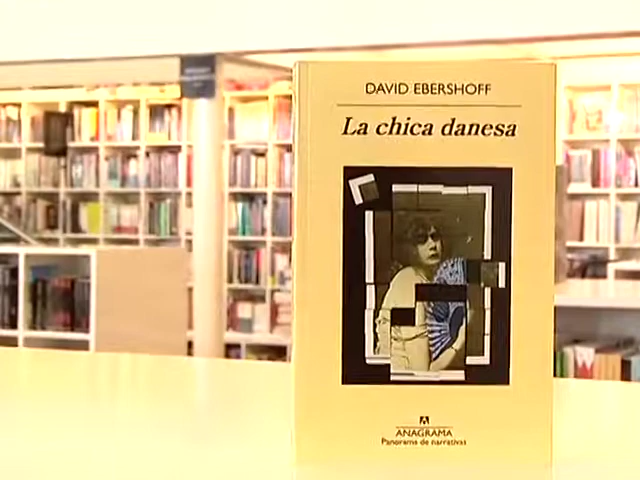 DAVID EBERSHOFF
La chica danesa
ANAGRAMA
Panorama de narrativas